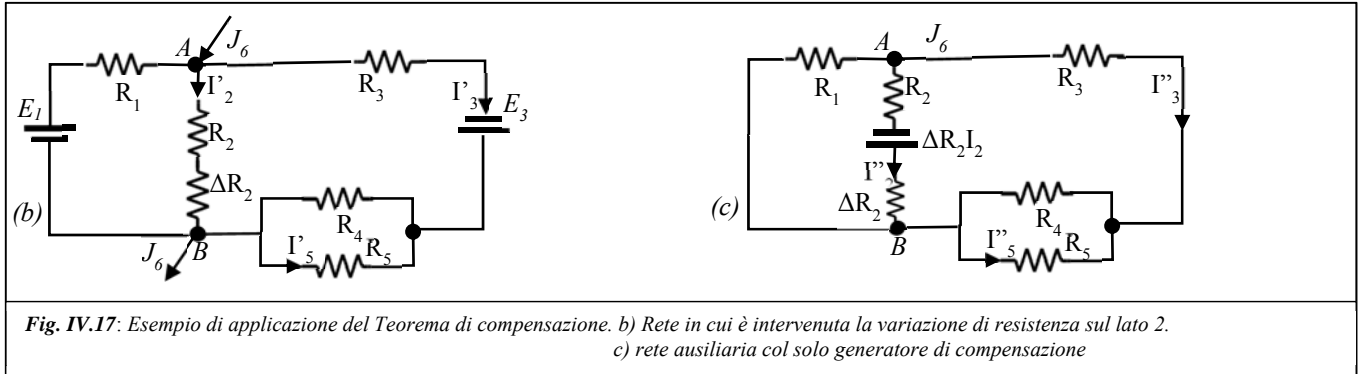 A J₆
R₁ I'₂ R₃ I'₃ E₃
E₁
R₂
ΔR₂
(b)
R₄
J₆ B I'₅ R₅
A J₆
R₁ R₂ R₃ I"₃
ΔR₂I₂
I"₂
(c) ΔR₂
R₄
B I"₅ R₅
Fig. IV.17: Esempio di applicazione del Teorema di compensazione. b) Rete in cui è intervenuta la variazione di resistenza sul lato 2.
c) rete ausiliaria col solo generatore di compensazione